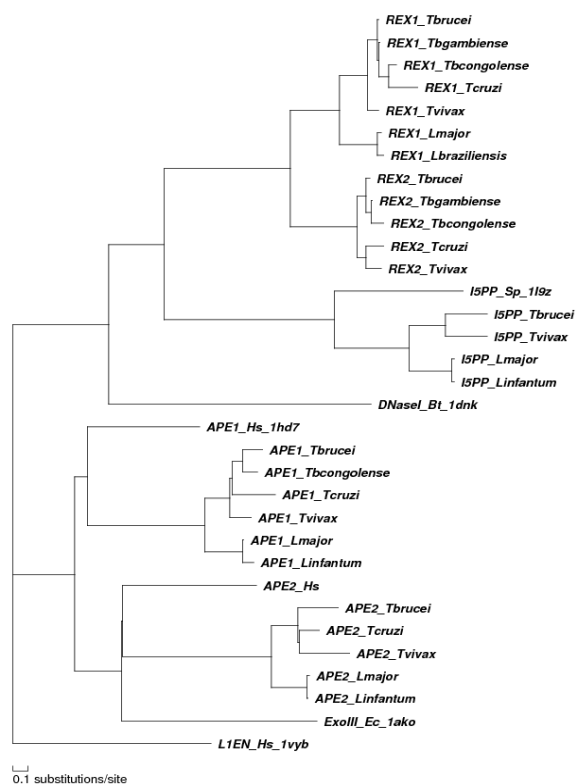 REX1_Tbrucei
REX1_Tbgambiense
REX1_Tbcongolense
REX1_Tcruzi
REX1_Tvivax
REX1_Lmajor
REX1_Lbraziliensis
REX2_Tbrucei
REX2_Tbgambiense
REX2_Tbcongolense
REX2_Tcruzi
REX2_Tvivax
I5PP_Sp_1I9z
I5PP_Tbrucei
I5PP_Tvivax
I5PP_Lmajor
I5PP_Linfantum
DNaseI_Bt_1dnk
APE1_Hs_1hd7
APE1_Tbrucei
APE1_Tbcongolense
APE1_Tcruzi
APE1_Tvivax
APE1_Lmajor
APE1_Linfantum
APE2_Hs
APE2_Tbrucei
APE2_Tcruzi
APE2_Tvivax
APE2_Lmajor
APE2_Linfantum
ExoIII_Ec_1ako
L1EN_Hs_1vyb
0.1 substitutions/site